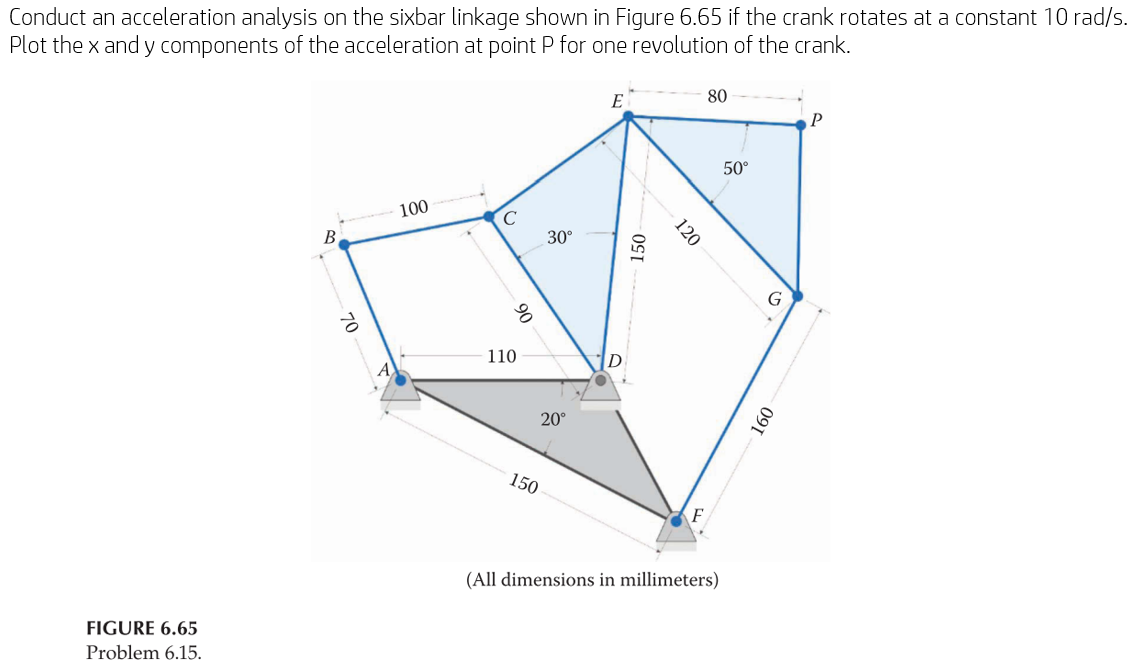 Conduct an acceleration analysis on the sixbar linkage shown in Figure 6.65 if the crank rotates at a constant 10 rad/s.
Plot the x and y components of the acceleration at point P for one revolution of the crank.
E
80
P
50°
100
C
B
30°
150
120
G
90
70
110
A
D
20°
160
150
F
(All dimensions in millimeters)
FIGURE 6.65
Problem 6.15.